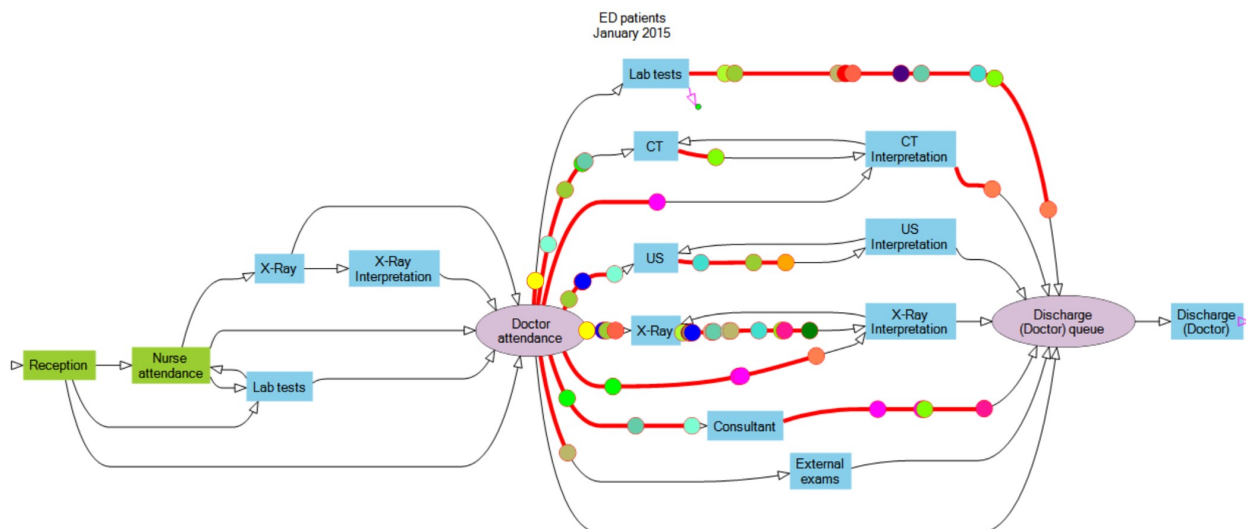 ED patients
January 2015
Lab tests
CT
CT
Interpretation
US
US
Interpretation
X-Ray
X-Ray
Interpretation
Doctor
attendance
X-Ray
X-Ray
Interpretation
Discharge
(Doctor) queue
Discharge
(Doctor)
Reception
Nurse
attendance
Lab tests
Consultant
External
exams